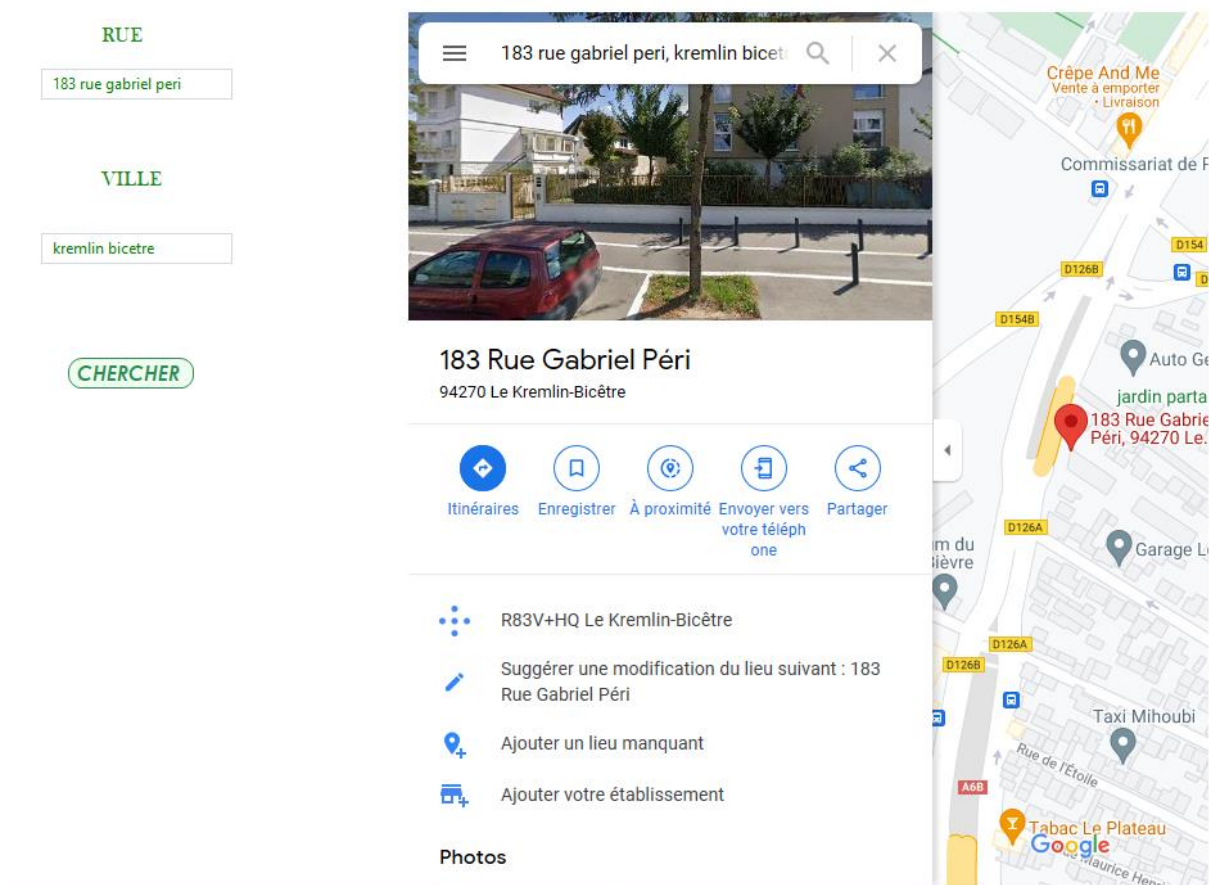 RUE
183 rue gabriel peri
VILLE
kremlin bicetre
CHERCHER
183 rue gabriel peri, kremlin bicet
183 Rue Gabriel Péri
94270 Le Kremlin-Bicêtre
Itinéraires
Enregistrer
À proximité
Envoyer vers
votre téléph
one
Partager
R83V+HQ Le Kremlin-Bicêtre
Suggérer une modification du lieu suivant : 183
Rue Gabriel Péri
Ajouter un lieu manquant
Ajouter votre établissement
Photos
Crêpe And Me
Vente à emporter
• Livraison
Commissariat de
D154
D126B
D154B
Auto
jardin
183 Rue
Péri, 94270 Le.
D126A
Garage
du
Bièvre
D126A
D126B
Taxi Mihoubi
Rue de l'Étoile
A6B
Tabac Le Plateau
Google
Maurice